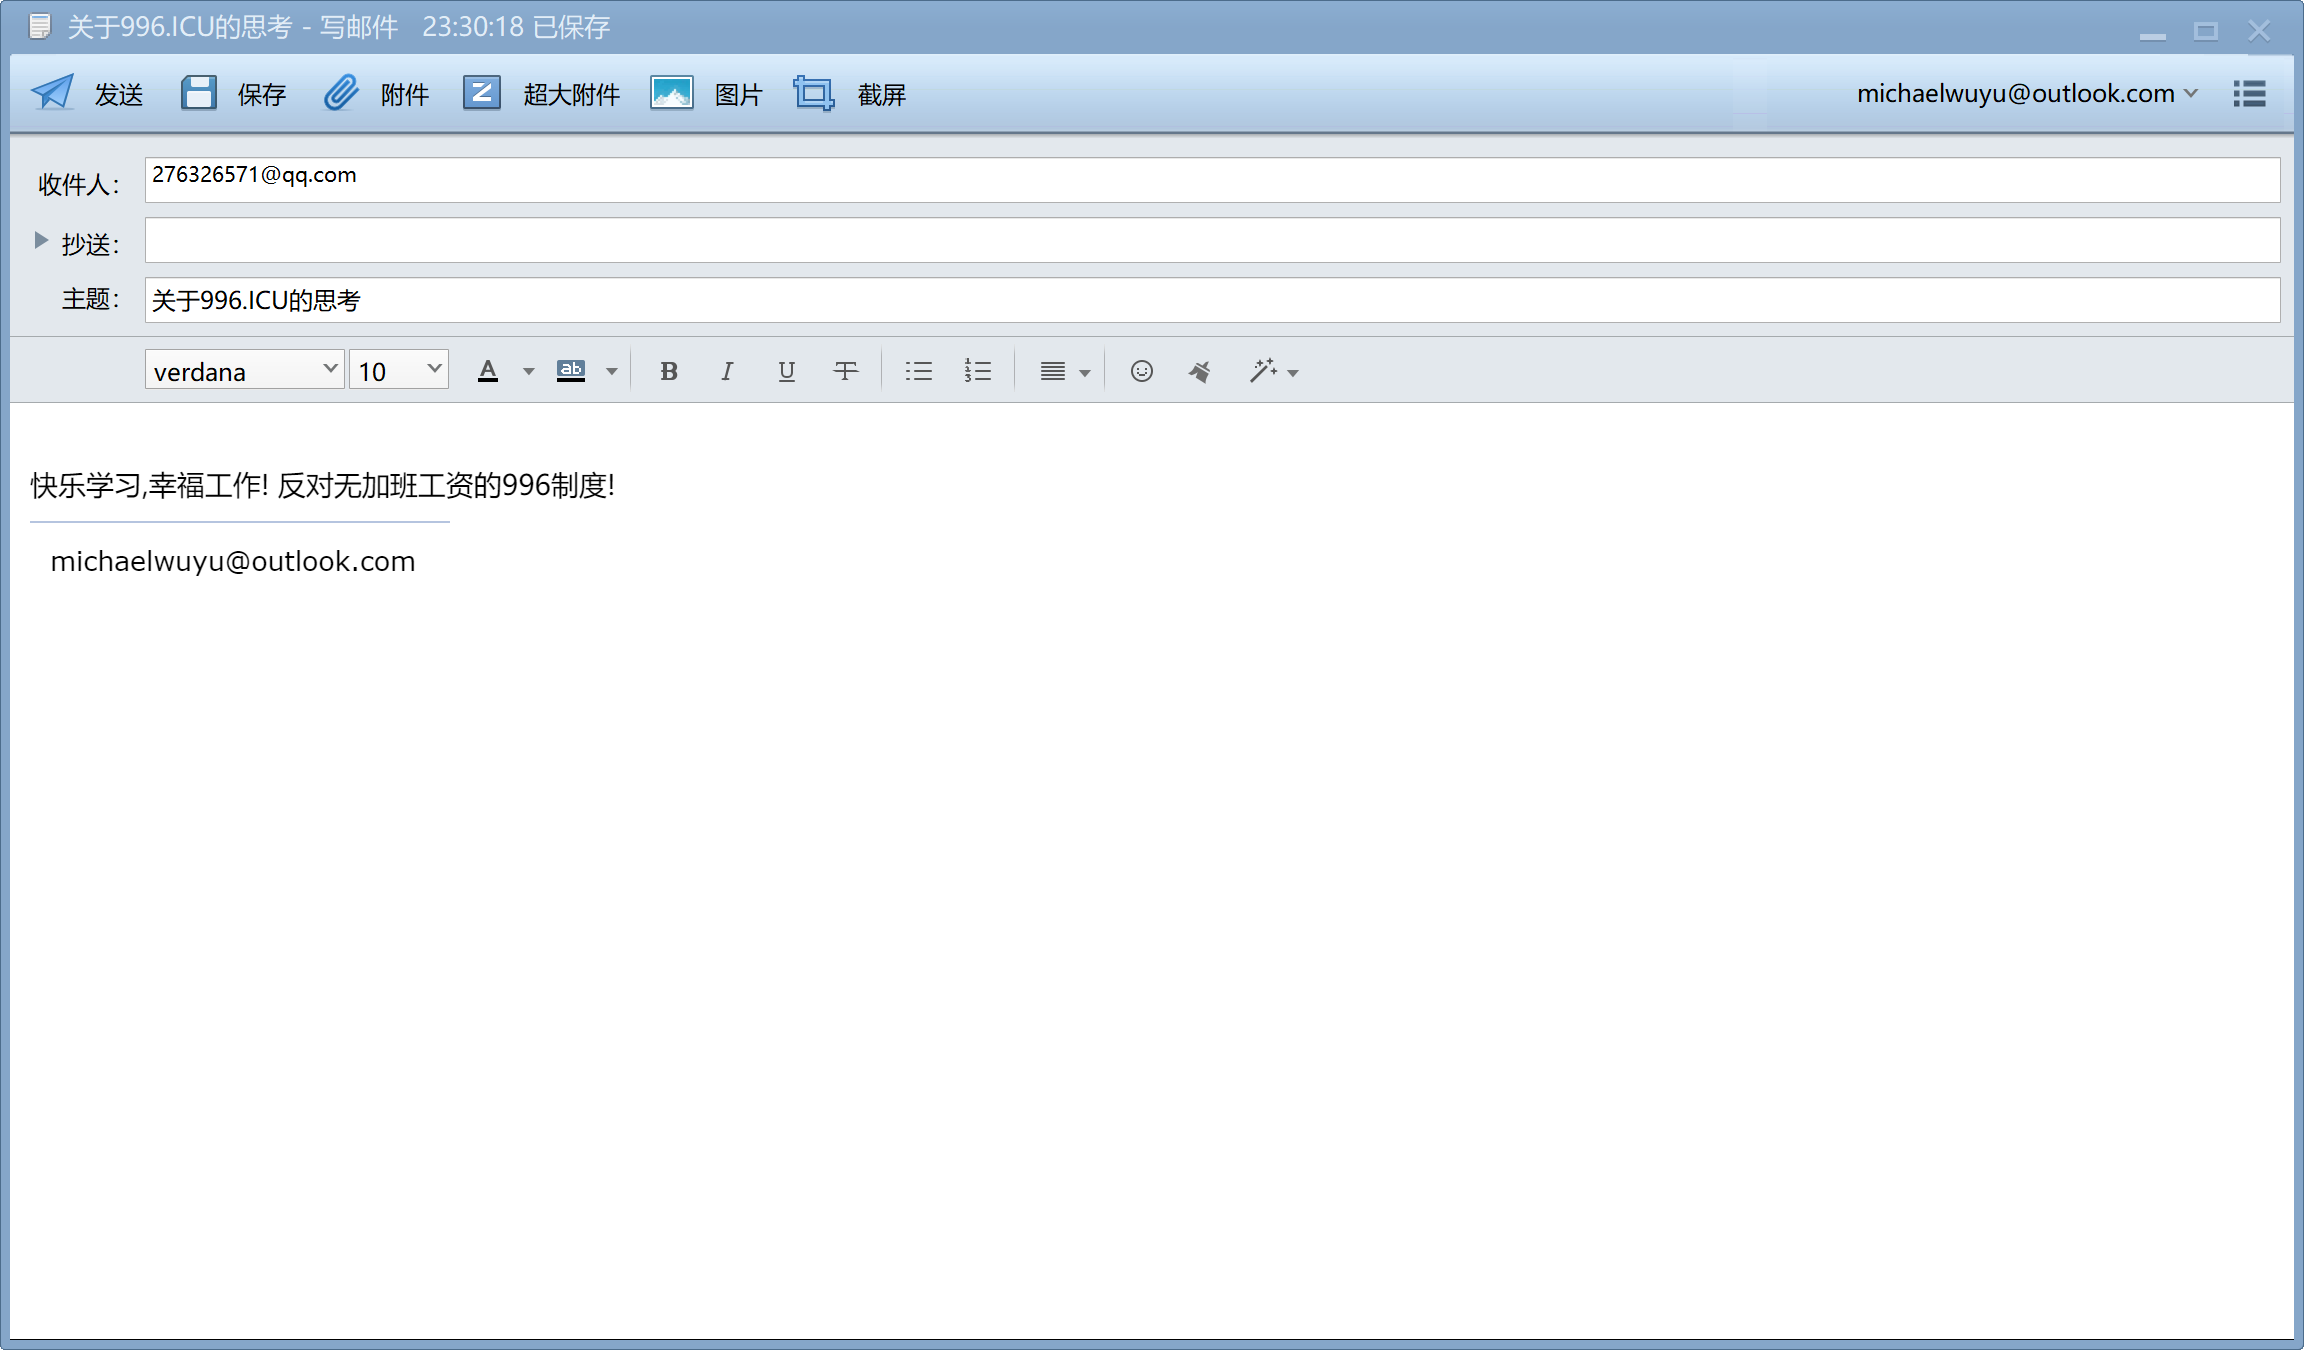 关于996.ICU的思考 - 写邮件 23:30:18 已保存
发送 保存 附件 超大附件 图片 截屏 michaelwuyu@outlook.com
收件人: 276326571@qq.com
抄送:
主题: 关于996.ICU的思考
verdana 10 A ab B I U T
快乐学习,幸福工作! 反对无加班工资的996制度!
michaelwuyu@outlook.com